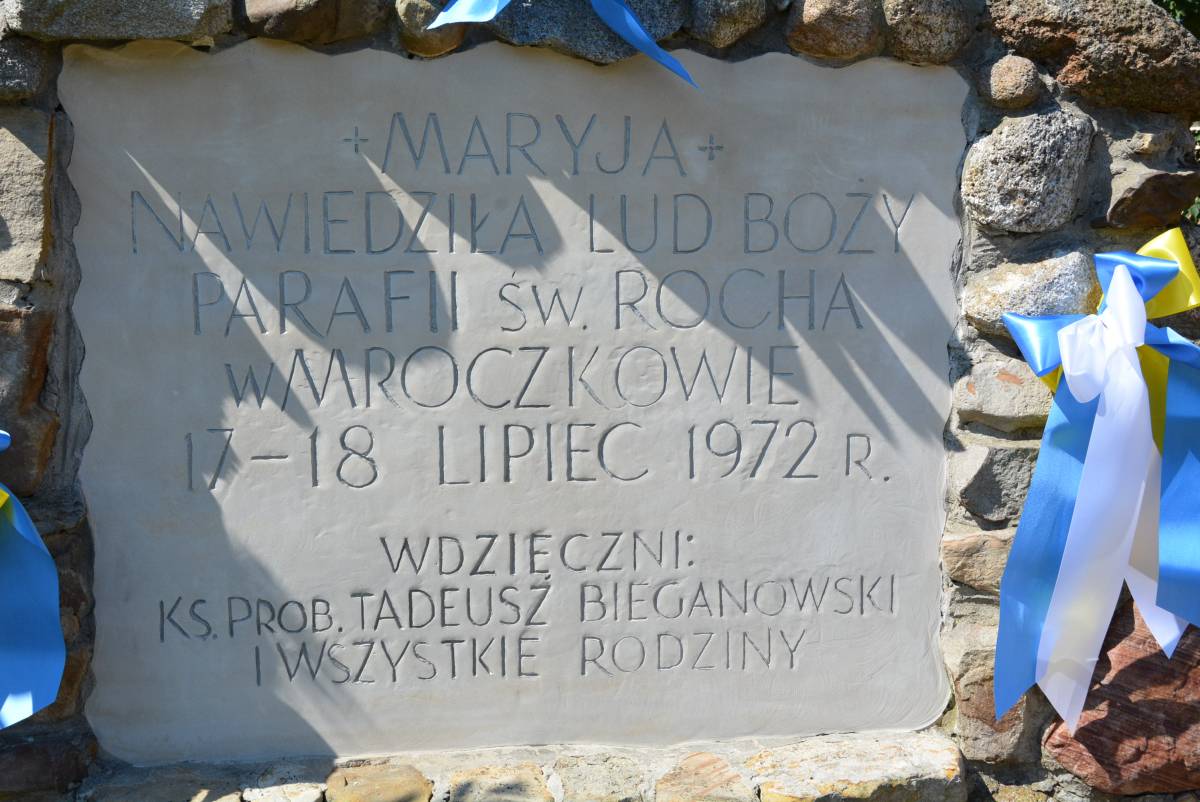 + MARYJA +
NAWIEDZIŁA LUD BOŻY
PARAFII ŚW. ROCHA
W MROCZKOWIE
17-18 LIPIEC 1972 R.
WDZIĘCZNI:
KS. PROB. TADEUSZ BIEGANOWSKI
I WSZYSTKIE RODZINY